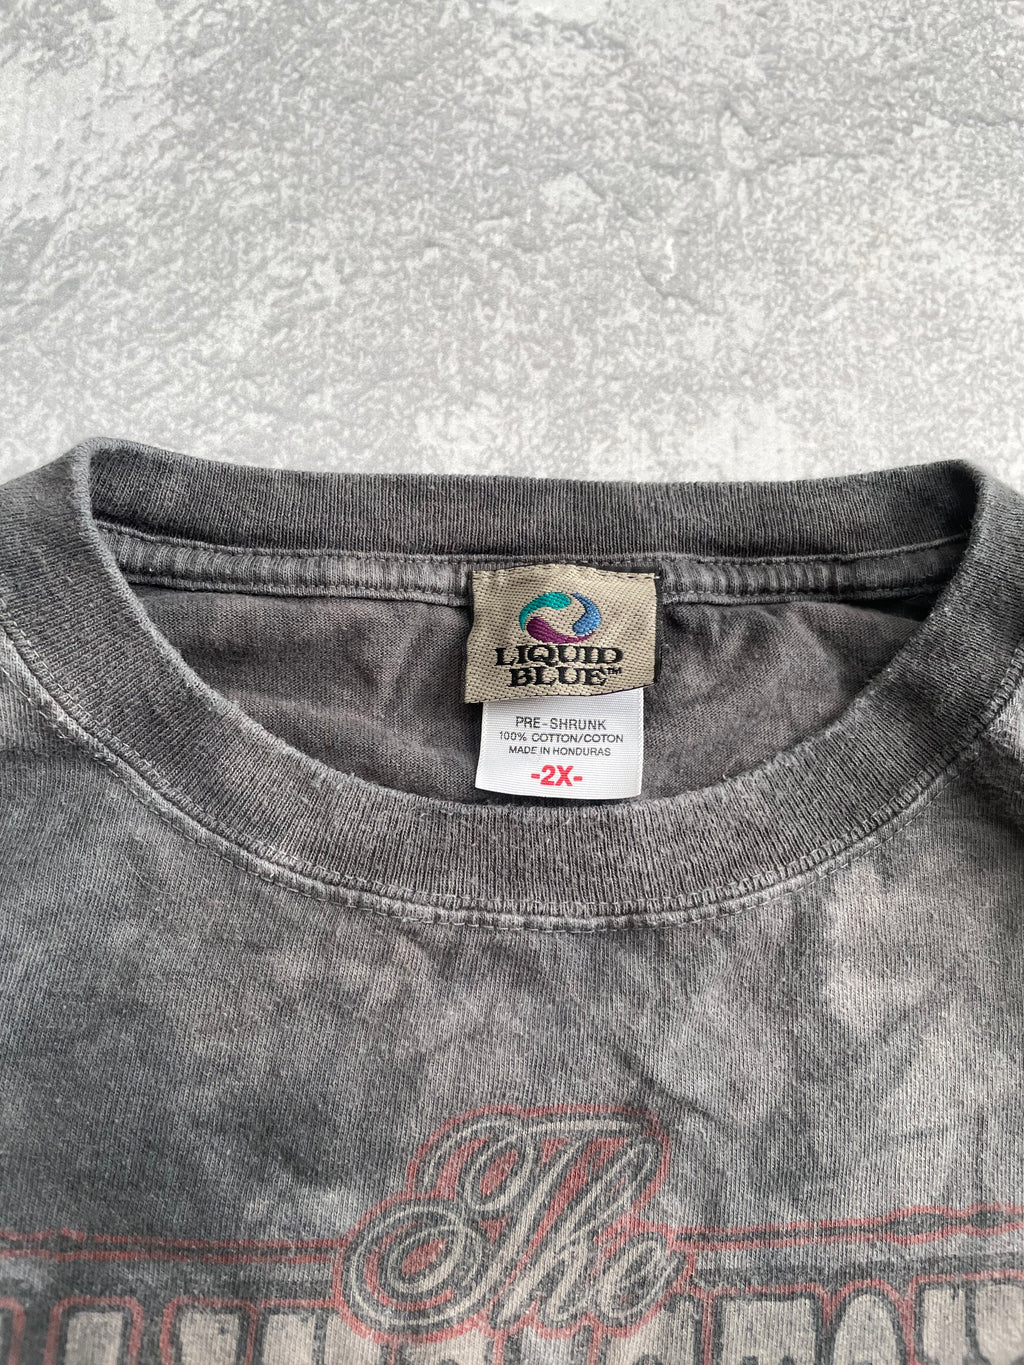 LIQUID
BLUE™
PRE-SHRUNK
100% COTTON/COTON
MADE IN HONDURAS
-2X-
The